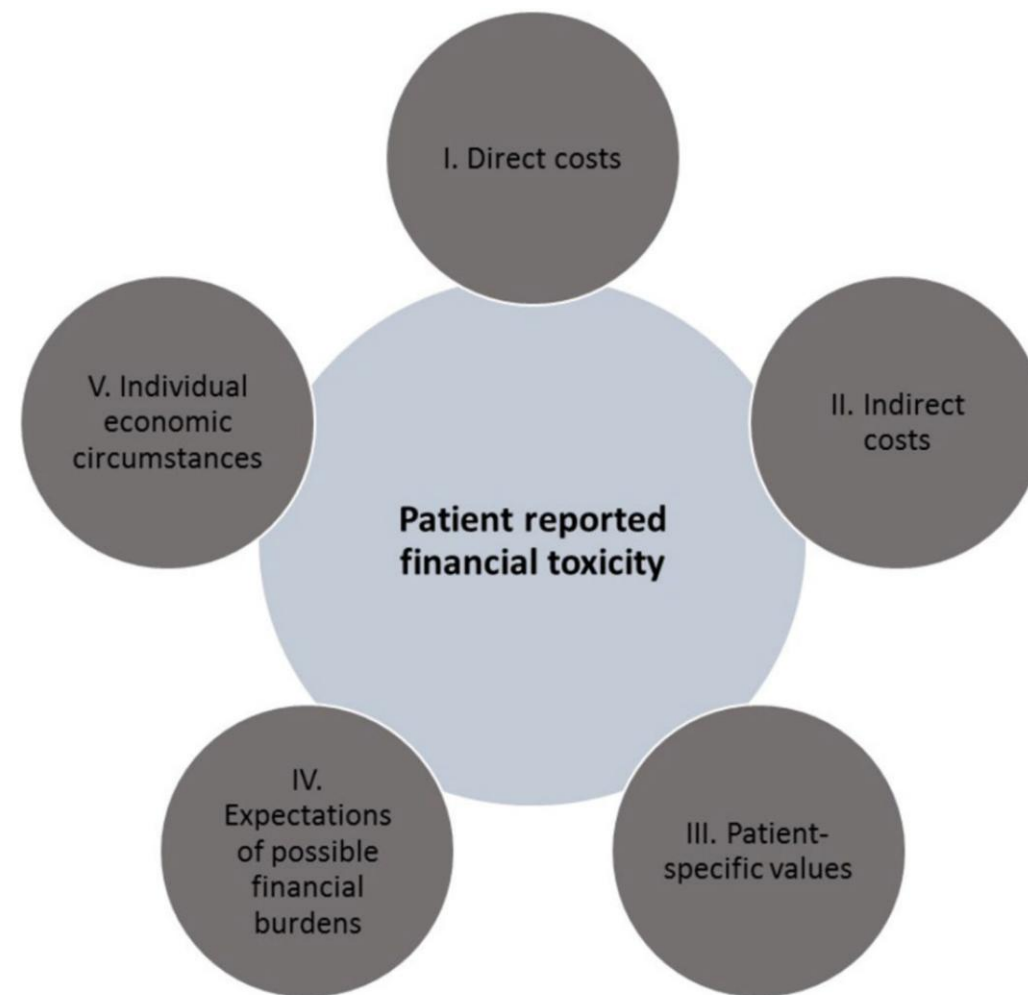 I. Direct costs
II. Indirect
costs
III. Patient-
specific values
IV.
Expectations
of possible
financial
burdens
V. Individual
economic
circumstances
Patient reported
financial toxicity